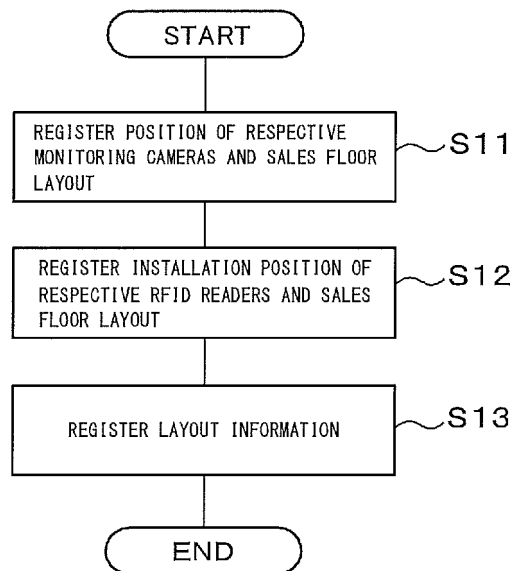 START
REGISTER POSITION OF RESPECTIVE
MONITORING CAMERAS AND SALES FLOOR
LAYOUT
S11
REGISTER INSTALLATION POSITION OF
RESPECTIVE RFID READERS AND SALES
FLOOR LAYOUT
S12
REGISTER LAYOUT INFORMATION
S13
END